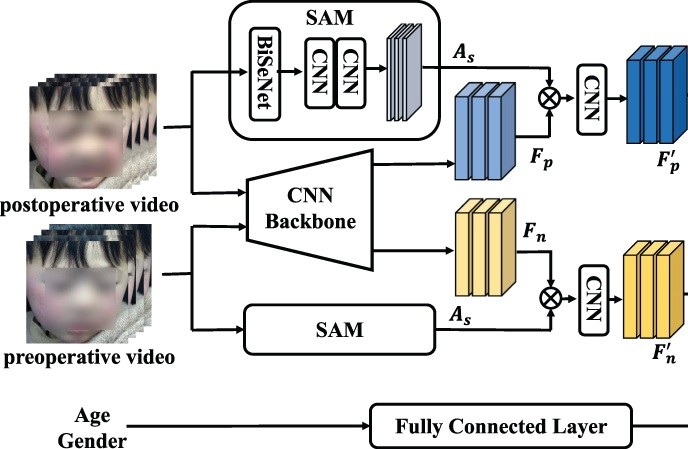 SAM
BiSeNet
CNN
CNN
A_s
CNN
F_p
F'_p
postoperative video
CNN
Backbone
F_n
preoperative video
SAM
A_s
CNN
F'_n
Age
Gender
Fully Connected Layer